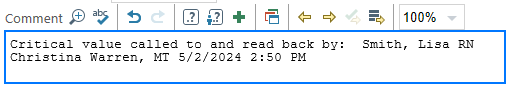 Comment abc 100%
Critical value called to and read back by:  Smith, Lisa RN
Christina Warren, MT 5/2/2024 2:50 PM